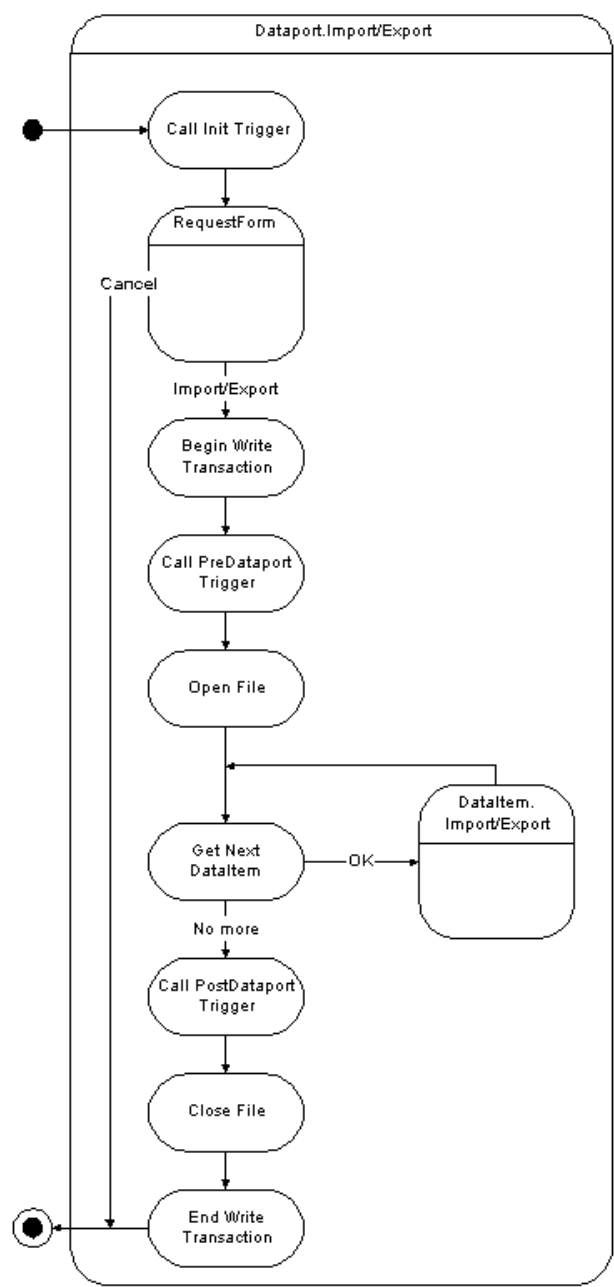 Dataport.Import/Export
Call Init Trigger
RequestForm
Cancel
Import/Export
Begin Write
Transaction
Call PreDataport
Trigger
Open File
DataItem.
Import/Export
Get Next
DataItem
OK
No more
Call PostDataport
Trigger
Close File
End Write
Transaction